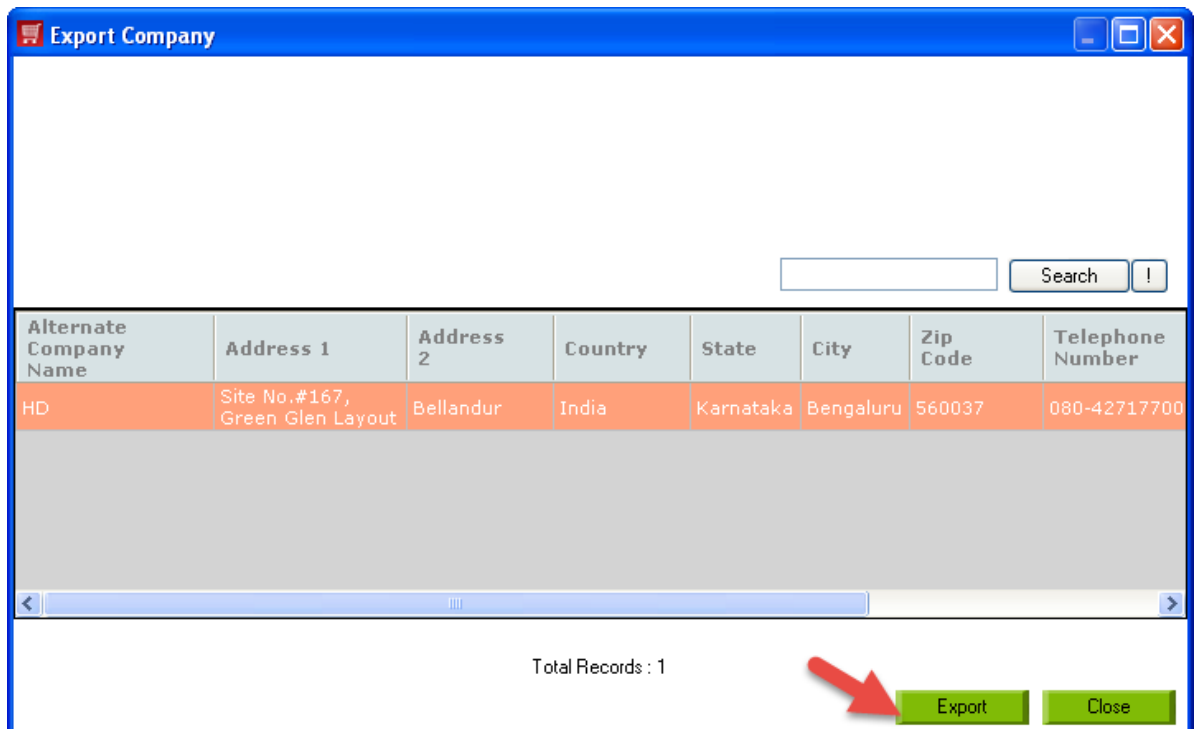 Export Company
Search !
Alternate Company Name Address 1 Address 2 Country State City Zip Code Telephone Number
HD Site No.#167, Green Glen Layout Bellandur India Karnataka Bengaluru 560037 080-42717700
Total Records : 1
Export Close